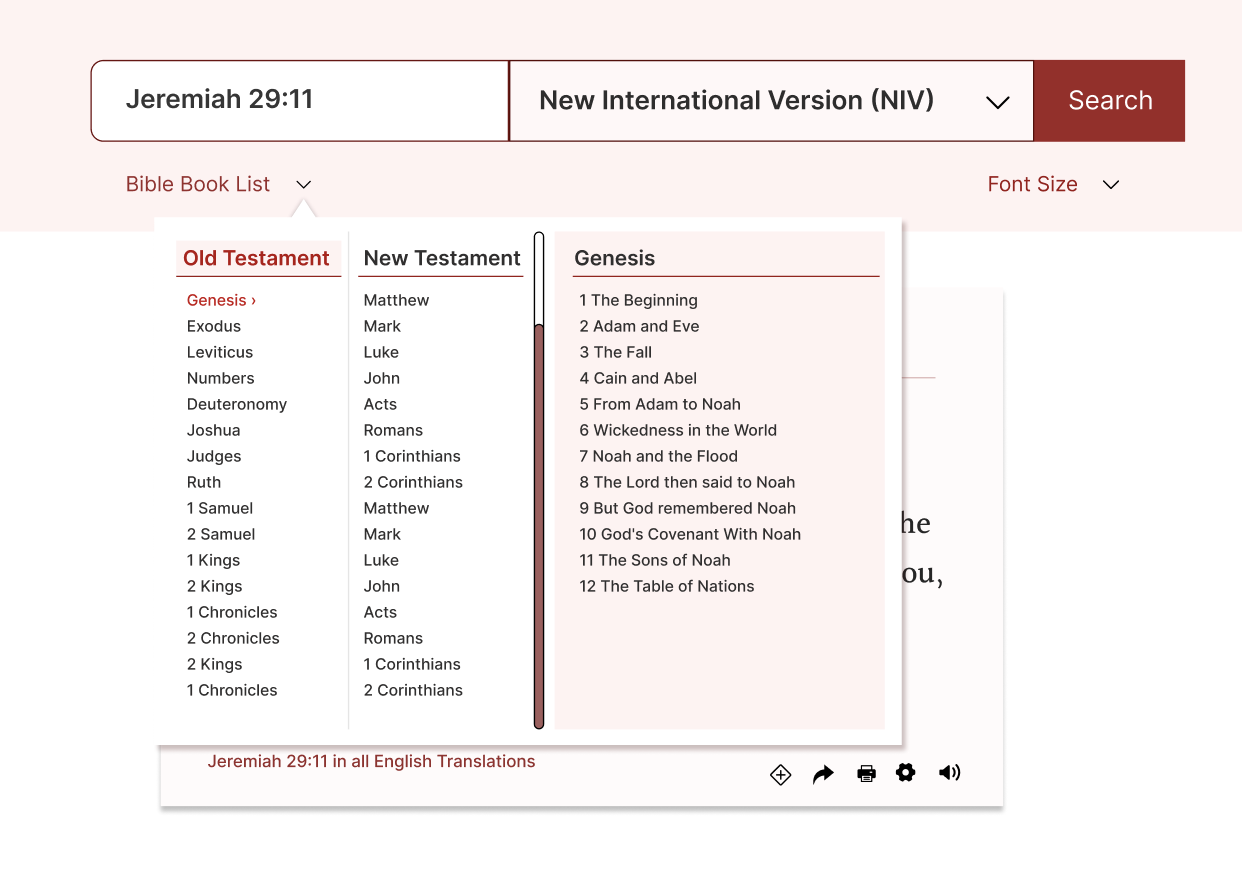 Jeremiah 29:11
New International Version (NIV)
Search
Bible Book List
Font Size
Old Testament
Genesis ›
Exodus
Leviticus
Numbers
Deuteronomy
Joshua
Judges
Ruth
1 Samuel
2 Samuel
1 Kings
2 Kings
1 Chronicles
2 Chronicles
2 Kings
1 Chronicles
New Testament
Matthew
Mark
Luke
John
Acts
Romans
1 Corinthians
2 Corinthians
Matthew
Mark
Luke
John
Acts
Romans
1 Corinthians
2 Corinthians
Genesis
1 The Beginning
2 Adam and Eve
3 The Fall
4 Cain and Abel
5 From Adam to Noah
6 Wickedness in the World
7 Noah and the Flood
8 The Lord then said to Noah
9 But God remembered Noah
10 God's Covenant With Noah
11 The Sons of Noah
12 The Table of Nations
he
ou,
Jeremiah 29:11 in all English Translations